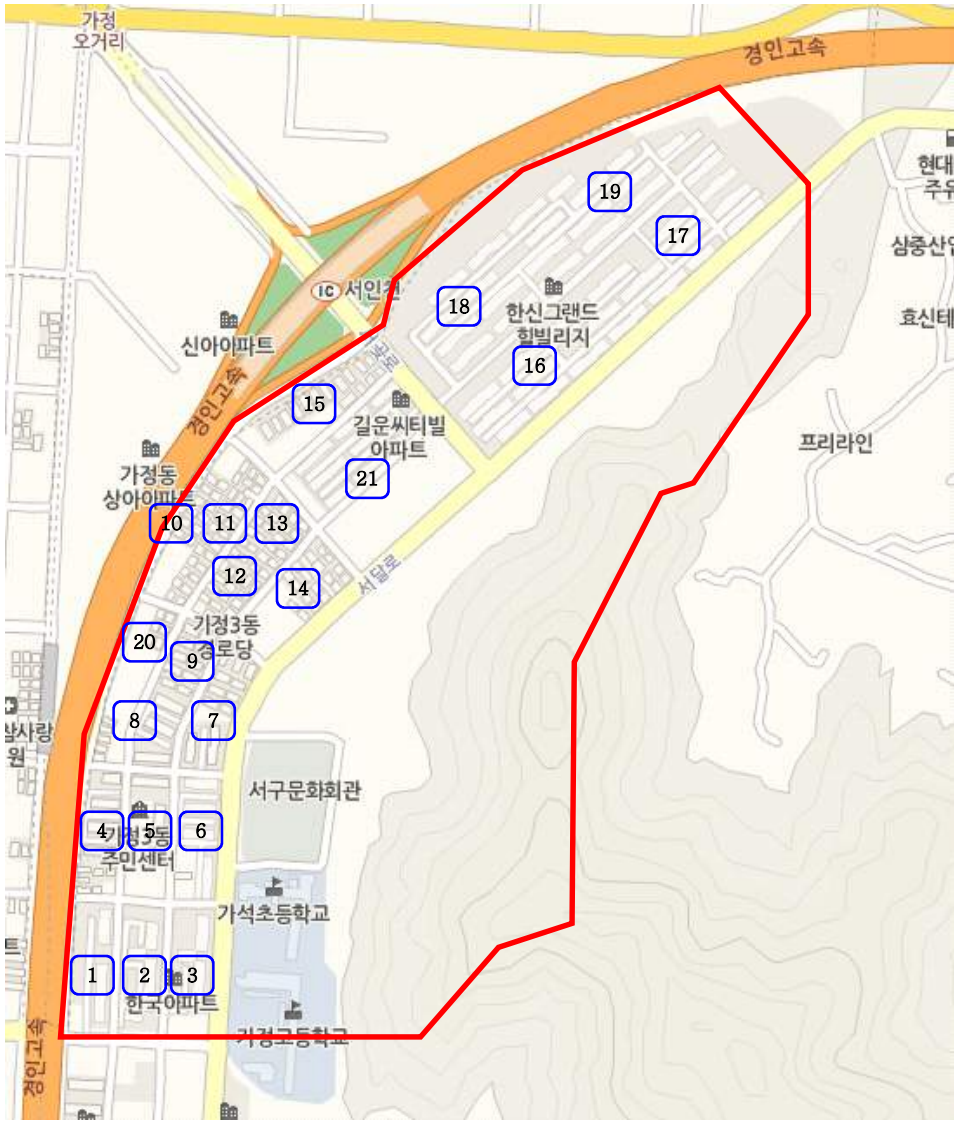 가정
오거리
경인고속
현대
주유
19
17
삼중산업
IC 서인천
18
한신그랜드
힐빌리지
효신테
신아아파트
16
경인고속
15
길운씨티빌
아파트
가정동
상아아파트
프리라인
21
10
11
13
12
14
서달로
가정3동
경로당
20
9
8
7
삼사랑
원
서구문화회관
4
5
6
가정3동
주민센터
가석초등학교
트
1
2
3
한국아파트
가정고등학교
경인고속